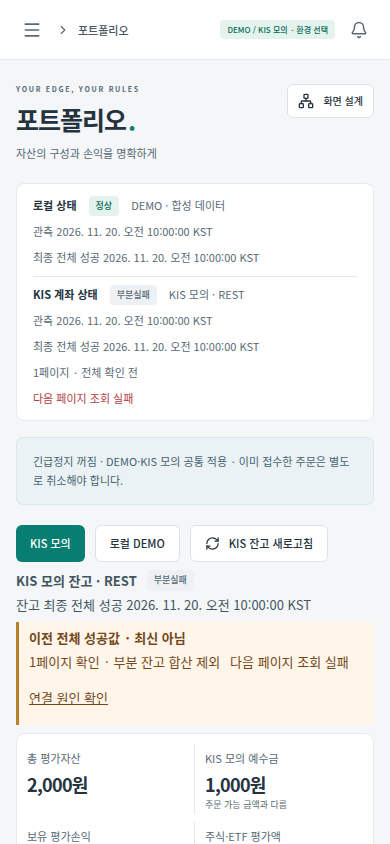 포트폴리오
DEMO / KIS 모의 · 환경 선택
YOUR EDGE, YOUR RULES
포트폴리오.
화면 설계
자산의 구성과 손익을 명확하게
로컬 상태 정상 DEMO · 합성 데이터
관측 2026. 11. 20. 오전 10:00:00 KST
최종 전체 성공 2026. 11. 20. 오전 10:00:00 KST
KIS 계좌 상태 부분실패 KIS 모의 · REST
관측 2026. 11. 20. 오전 10:00:00 KST
최종 전체 성공 2026. 11. 20. 오전 10:00:00 KST
1페이지 · 전체 확인 전
다음 페이지 조회 실패
긴급정지 꺼짐 · DEMO·KIS 모의 공통 적용 · 이미 접수한 주문은 별도
로 취소해야 합니다.
KIS 모의 로컬 DEMO KIS 잔고 새로고침
KIS 모의 잔고 · REST 부분실패
잔고 최종 전체 성공 2026. 11. 20. 오전 10:00:00 KST
이전 전체 성공값 · 최신 아님
1페이지 확인 · 부분 잔고 합산 제외 다음 페이지 조회 실패
연결 원인 확인
총 평가자산
2,000원
KIS 모의 예수금
1,000원
주문 가능 금액과 다름
보유 평가손익
주식·ETF 평가액